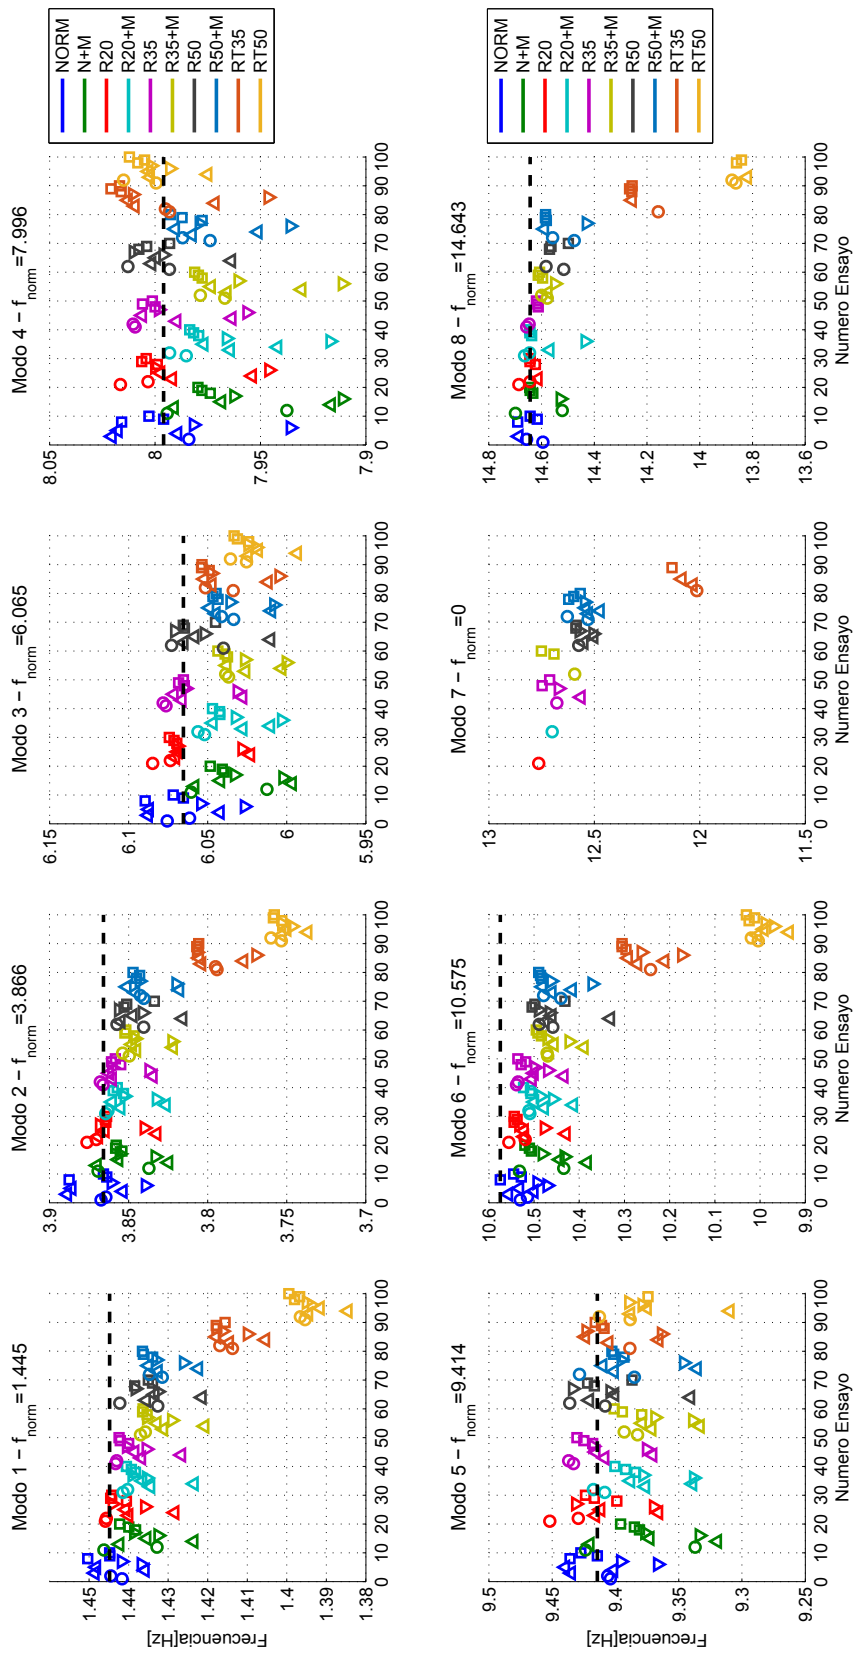 Modo 1 − f_norm =1.445
Frecuencia[Hz]
1.45
1.44
1.43
1.42
1.41
1.4
1.39
1.38
0 10 20 30 40 50 60 70 80 90 100
Modo 2 − f_norm =3.866
3.9
3.85
3.8
3.75
3.7
0 10 20 30 40 50 60 70 80 90 100
Modo 3 − f_norm =6.065
6.15
6.1
6.05
6
5.95
0 10 20 30 40 50 60 70 80 90 100
Modo 4 − f_norm =7.996
8.05
8
7.95
7.9
0 10 20 30 40 50 60 70 80 90 100
NORM
N+M
R20
R20+M
R35
R35+M
R50
R50+M
RT35
RT50
Modo 5 − f_norm =9.414
Frecuencia[Hz]
9.5
9.45
9.4
9.35
9.3
9.25
0 10 20 30 40 50 60 70 80 90 100
Numero Ensayo
Modo 6 − f_norm =10.575
10.6
10.5
10.4
10.3
10.2
10.1
10
9.9
0 10 20 30 40 50 60 70 80 90 100
Numero Ensayo
Modo 7 − f_norm =0
13
12.5
12
11.5
0 10 20 30 40 50 60 70 80 90 100
Numero Ensayo
Modo 8 − f_norm =14.643
14.8
14.6
14.4
14.2
14
13.8
13.6
0 10 20 30 40 50 60 70 80 90 100
Numero Ensayo
NORM
N+M
R20
R20+M
R35
R35+M
R50
R50+M
RT35
RT50